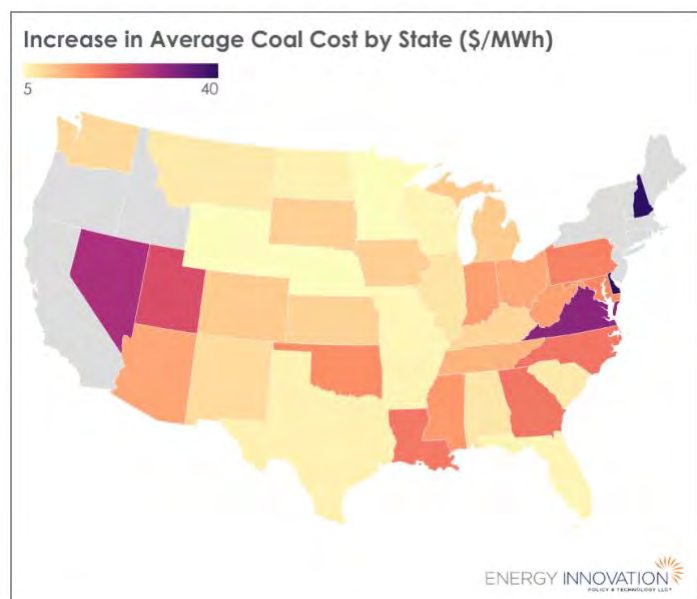 Increase in Average Coal Cost by State ($/MWh)
5 40
ENERGY INNOVATION
POLICY & TECHNOLOGY LLC